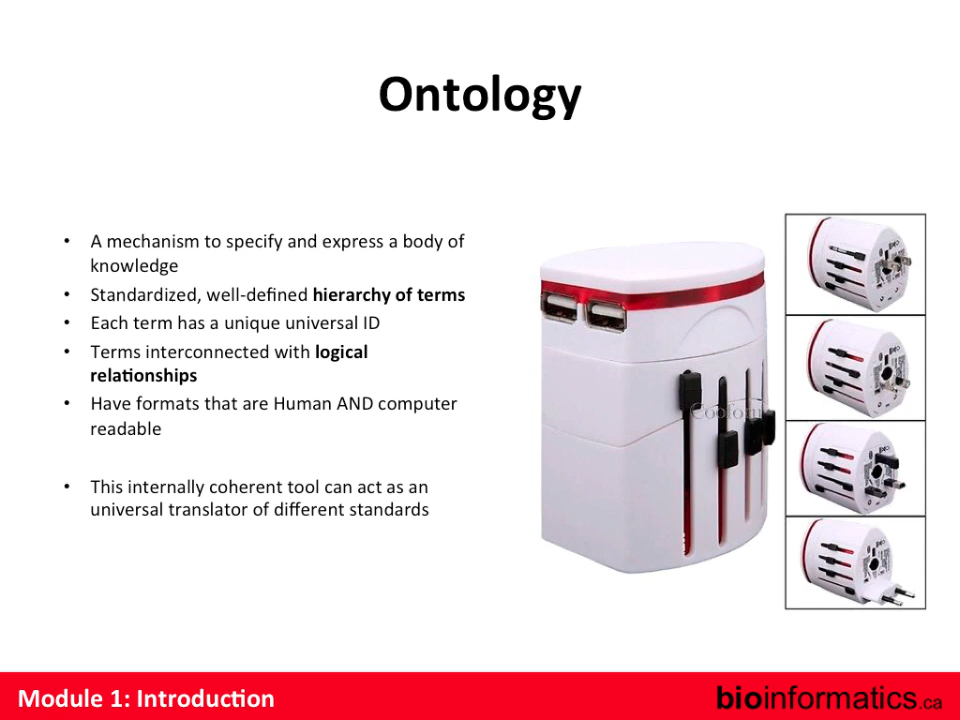 Ontology
• A mechanism to specify and express a body of
knowledge
• Standardized, well-defined hierarchy of terms
• Each term has a unique universal ID
• Terms interconnected with logical
relationships
• Have formats that are Human AND computer
readable
• This internally coherent tool can act as an
universal translator of different standards
Module 1: Introduction
bioinformatics.ca